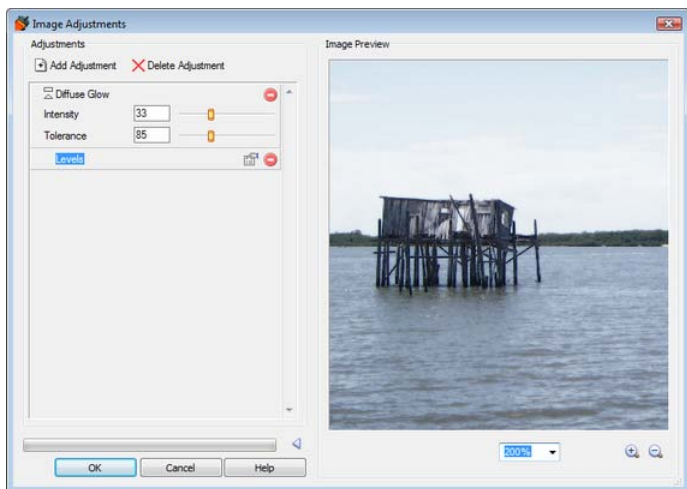 Image Adjustments
Adjustments
Add Adjustment Delete Adjustment
Diffuse Glow
Intensity 33
Tolerance 85
Levels
OK Cancel Help
Image Preview
200%